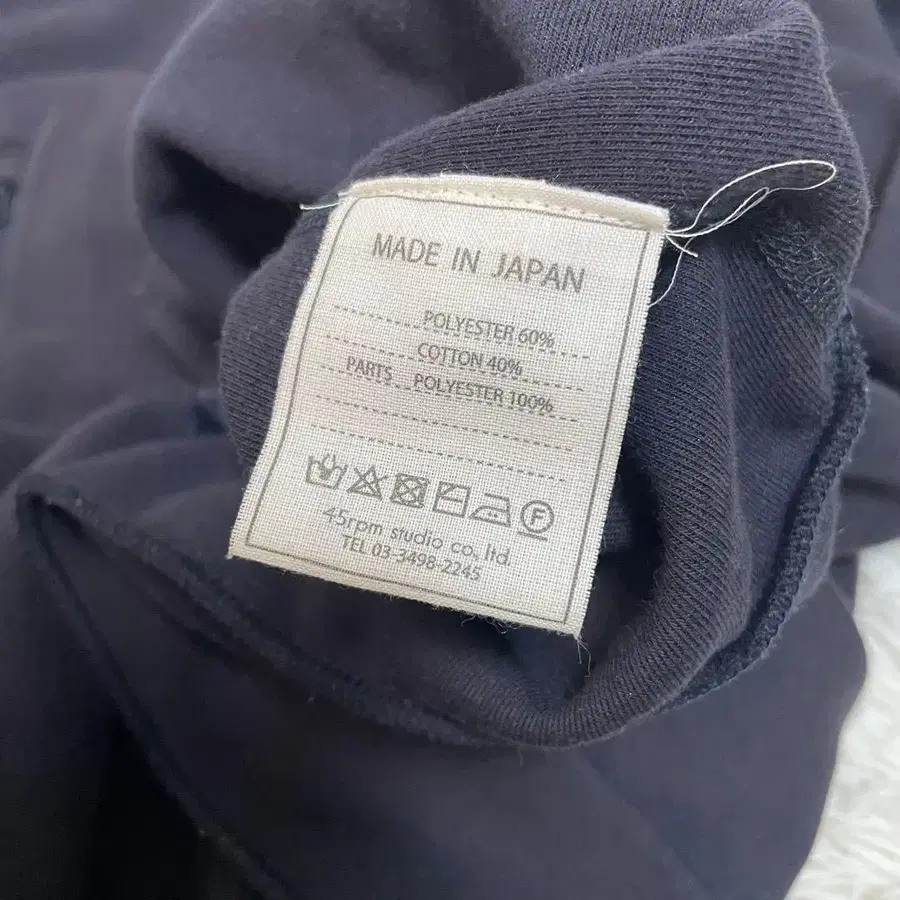 MADE IN JAPAN
POLYESTER 60%
COTTON 40%
PARTS POLYESTER 100%
F
45rpm studio co., ltd.
TEL 03-3498-2245